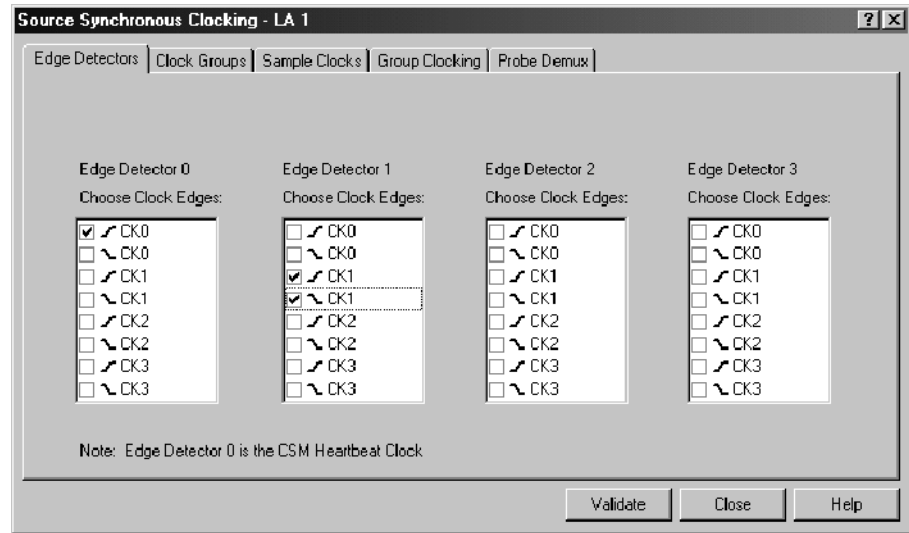 Source Synchronous Clocking - LA 1
Edge Detectors
Clock Groups
Sample Clocks
Group Clocking
Probe Demux
Edge Detector 0
Choose Clock Edges:
CK0
CK0
CK1
CK1
CK2
CK2
CK3
CK3
Edge Detector 1
Choose Clock Edges:
CK0
CK0
CK1
CK1
CK2
CK2
CK3
CK3
Edge Detector 2
Choose Clock Edges:
CK0
CK0
CK1
CK1
CK2
CK2
CK3
CK3
Edge Detector 3
Choose Clock Edges:
CK0
CK0
CK1
CK1
CK2
CK2
CK3
CK3
Note: Edge Detector 0 is the CSM Heartbeat Clock
Validate
Close
Help